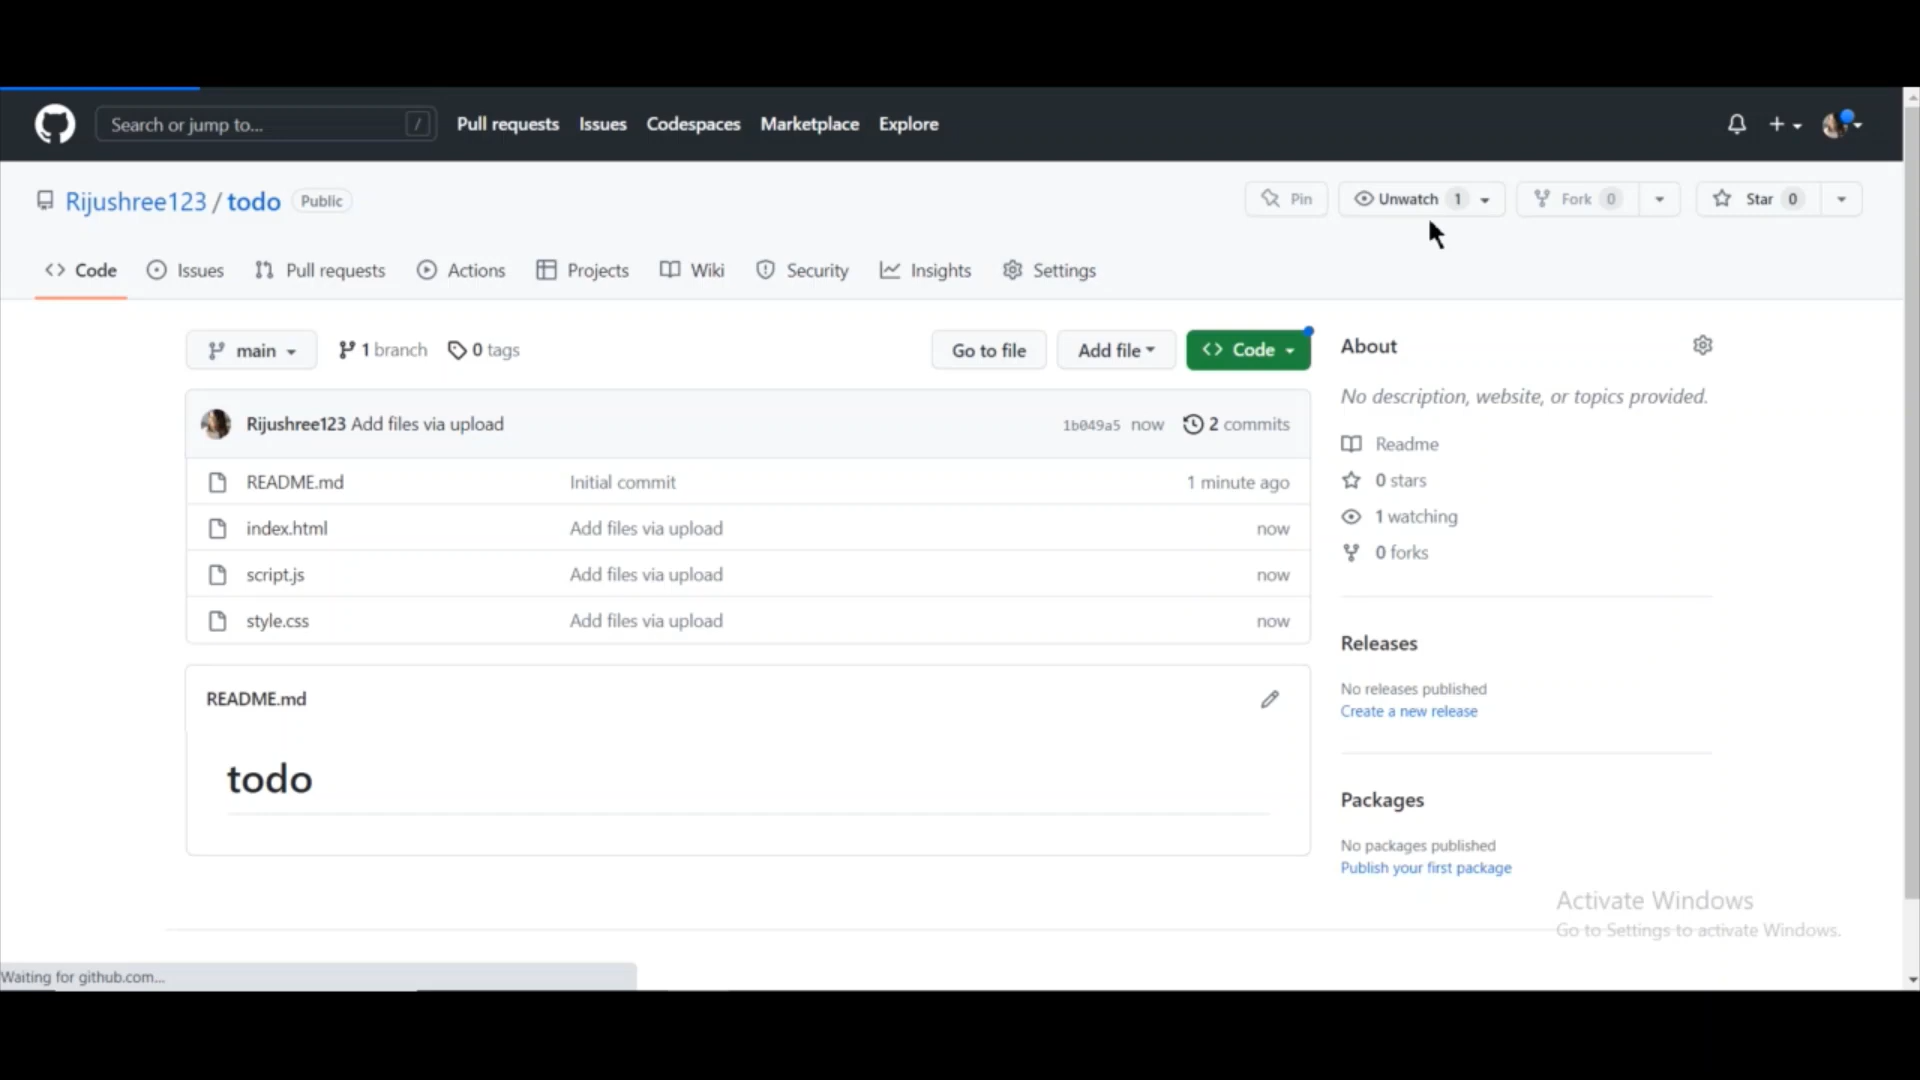 Search or jump to... / Pull requests Issues Codespaces Marketplace Explore
Rijushree123 / todo Public Pin Unwatch 1 Fork 0 Star 0
Code Issues Pull requests Actions Projects Wiki Security Insights Settings
main 1 branch 0 tags Go to file Add file Code
Rijushree123 Add files via upload 1b049a5 now 2 commits
README.md Initial commit 1 minute ago
index.html Add files via upload now
script.js Add files via upload now
style.css Add files via upload now
README.md
todo
About
No description, website, or topics provided.
Readme
0 stars
1 watching
0 forks
Releases
No releases published
Create a new release
Packages
No packages published
Publish your first package
Activate Windows
Go to Settings to activate Windows.
Waiting for github.com...